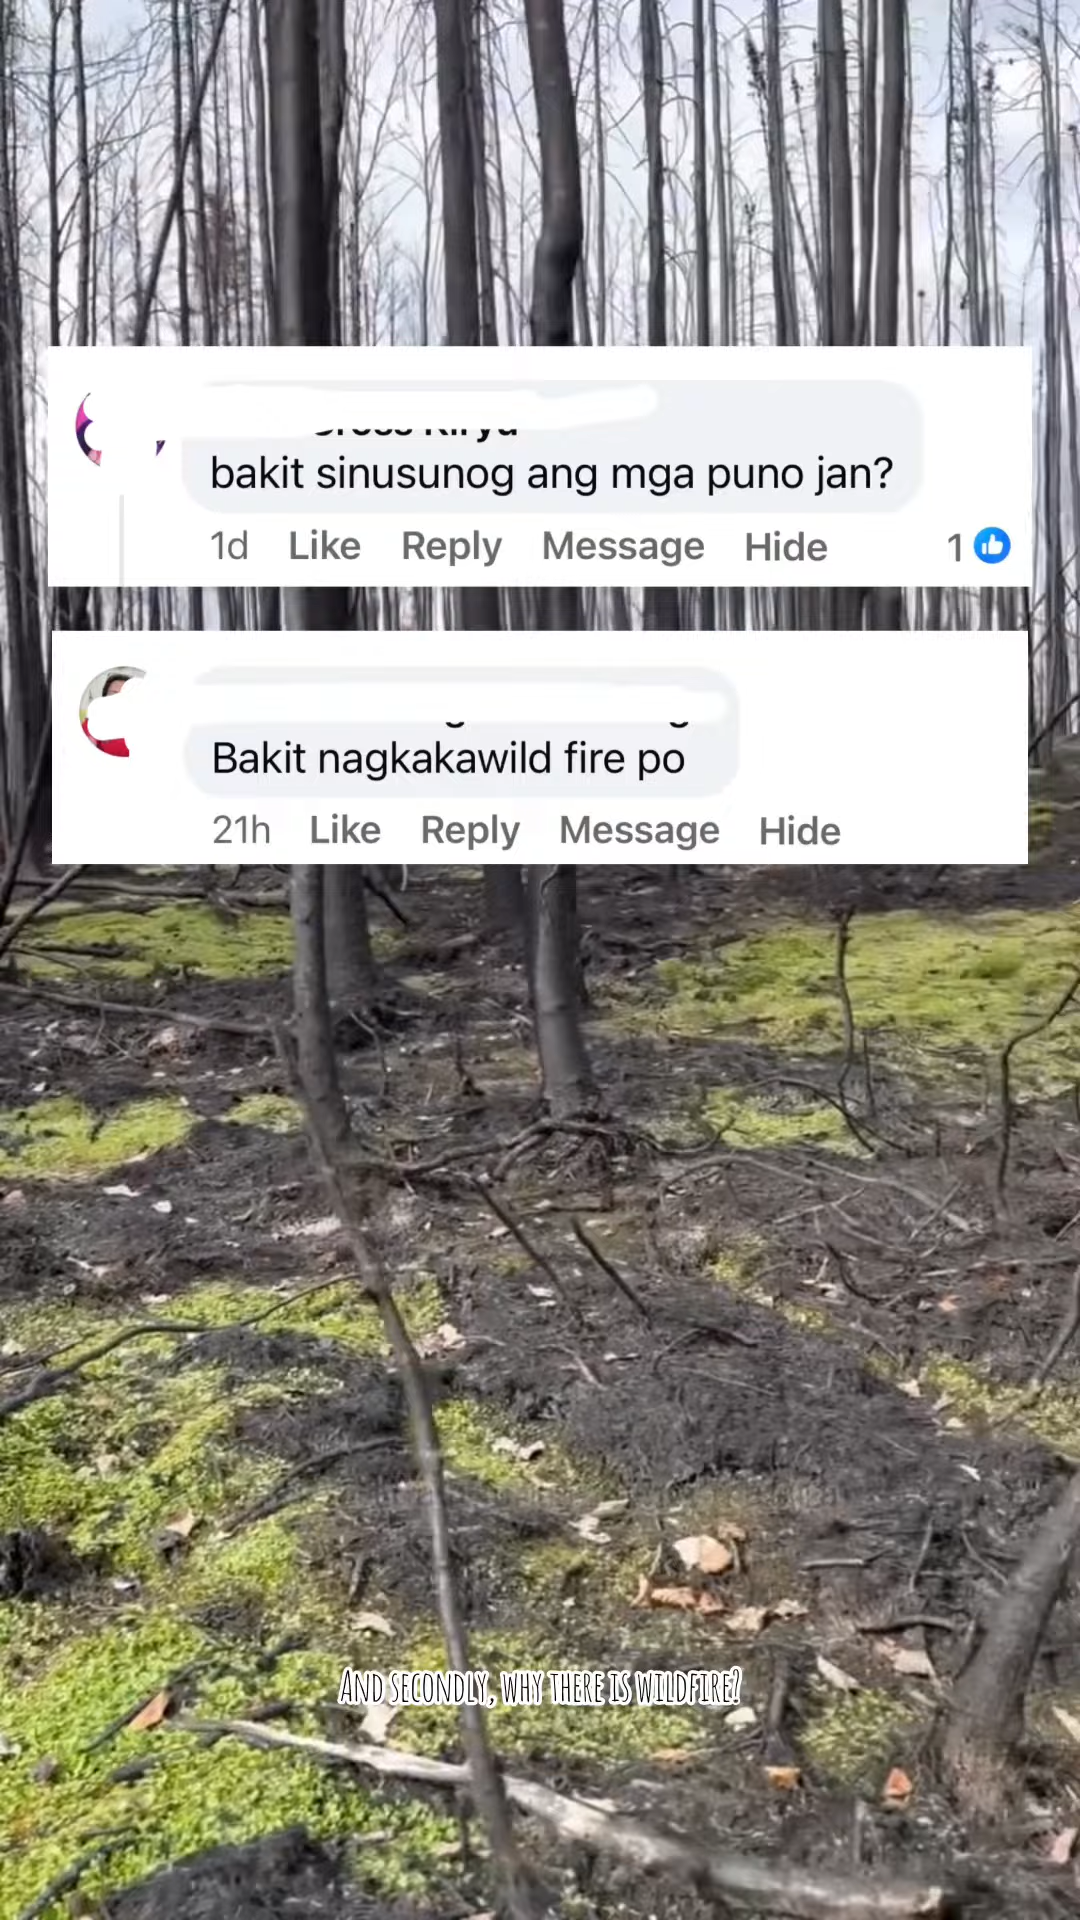 bakit sinusunog ang mga puno jan?
1d Like Reply Message Hide 1
Bakit nagkakawild fire po
21h Like Reply Message Hide
And secondly, why there is wildfire?